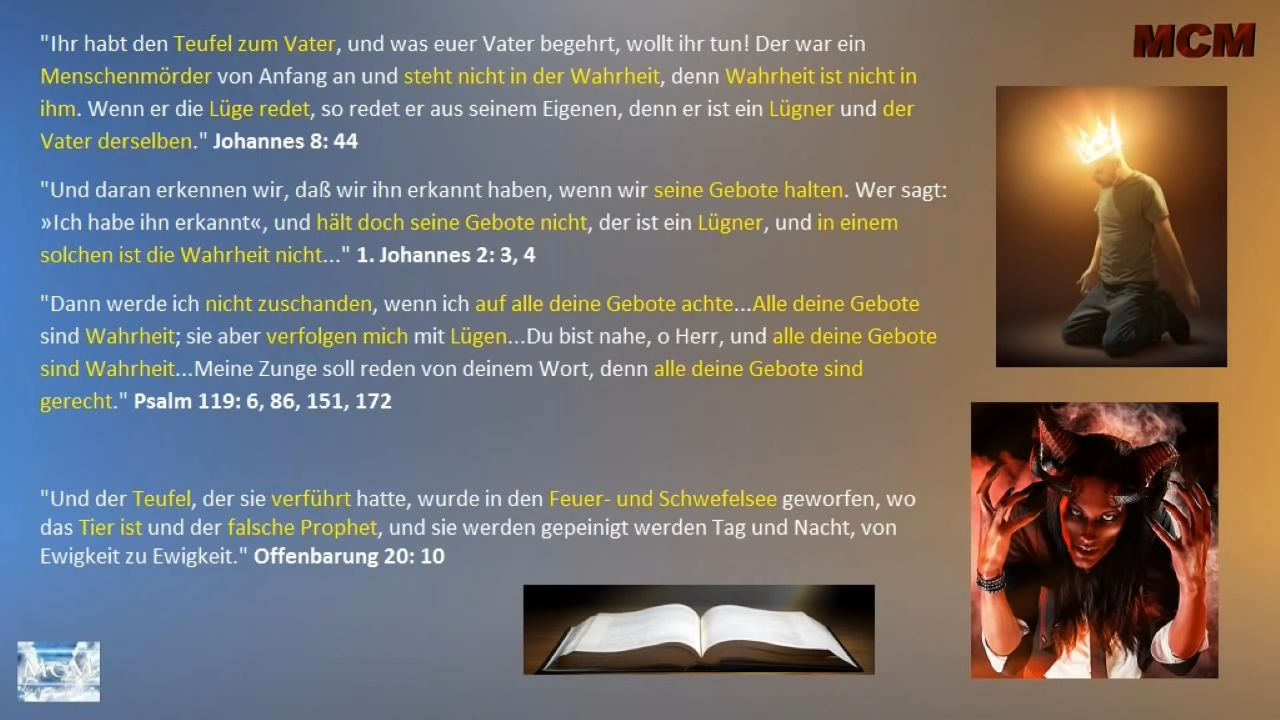 "Ihr habt den Teufel zum Vater, und was euer Vater begehrt, wollt ihr tun! Der war ein
Menschenmörder von Anfang an und steht nicht in der Wahrheit, denn Wahrheit ist nicht in
ihm. Wenn er die Lüge redet, so redet er aus seinem Eigenen, denn er ist ein Lügner und der
Vater derselben." Johannes 8: 44
"Und daran erkennen wir, daß wir ihn erkannt haben, wenn wir seine Gebote halten. Wer sagt:
»Ich habe ihn erkannt«, und hält doch seine Gebote nicht, der ist ein Lügner, und in einem
solchen ist die Wahrheit nicht..." 1. Johannes 2: 3, 4
"Dann werde ich nicht zuschanden, wenn ich auf alle deine Gebote achte...Alle deine Gebote
sind Wahrheit; sie aber verfolgen mich mit Lügen...Du bist nahe, o Herr, und alle deine Gebote
sind Wahrheit...Meine Zunge soll reden von deinem Wort, denn alle deine Gebote sind
gerecht." Psalm 119: 6, 86, 151, 172
"Und der Teufel, der sie verführt hatte, wurde in den Feuer- und Schwefelsee geworfen, wo
das Tier ist und der falsche Prophet, und sie werden gepeinigt werden Tag und Nacht, von
Ewigkeit zu Ewigkeit." Offenbarung 20: 10
MCM
MCM